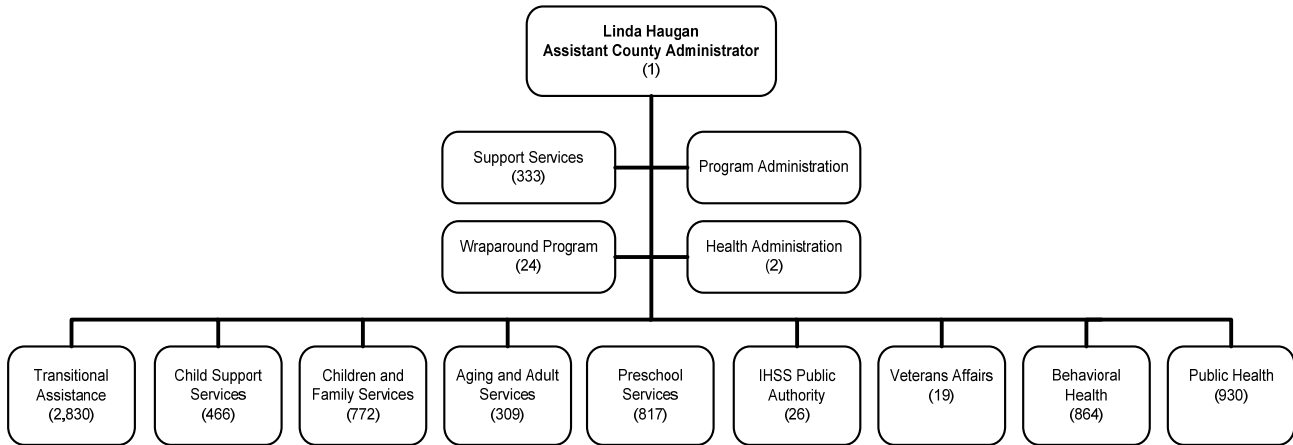 Linda Haugan
Assistant County Administrator
(1)
Support Services
(333)
Program Administration
Wraparound Program
(24)
Health Administration
(2)
Transitional
Assistance
(2,830)
Child Support
Services
(466)
Children and
Family Services
(772)
Aging and Adult
Services
(309)
Preschool
Services
(817)
IHSS Public
Authority
(26)
Veterans Affairs
(19)
Behavioral
Health
(864)
Public Health
(930)